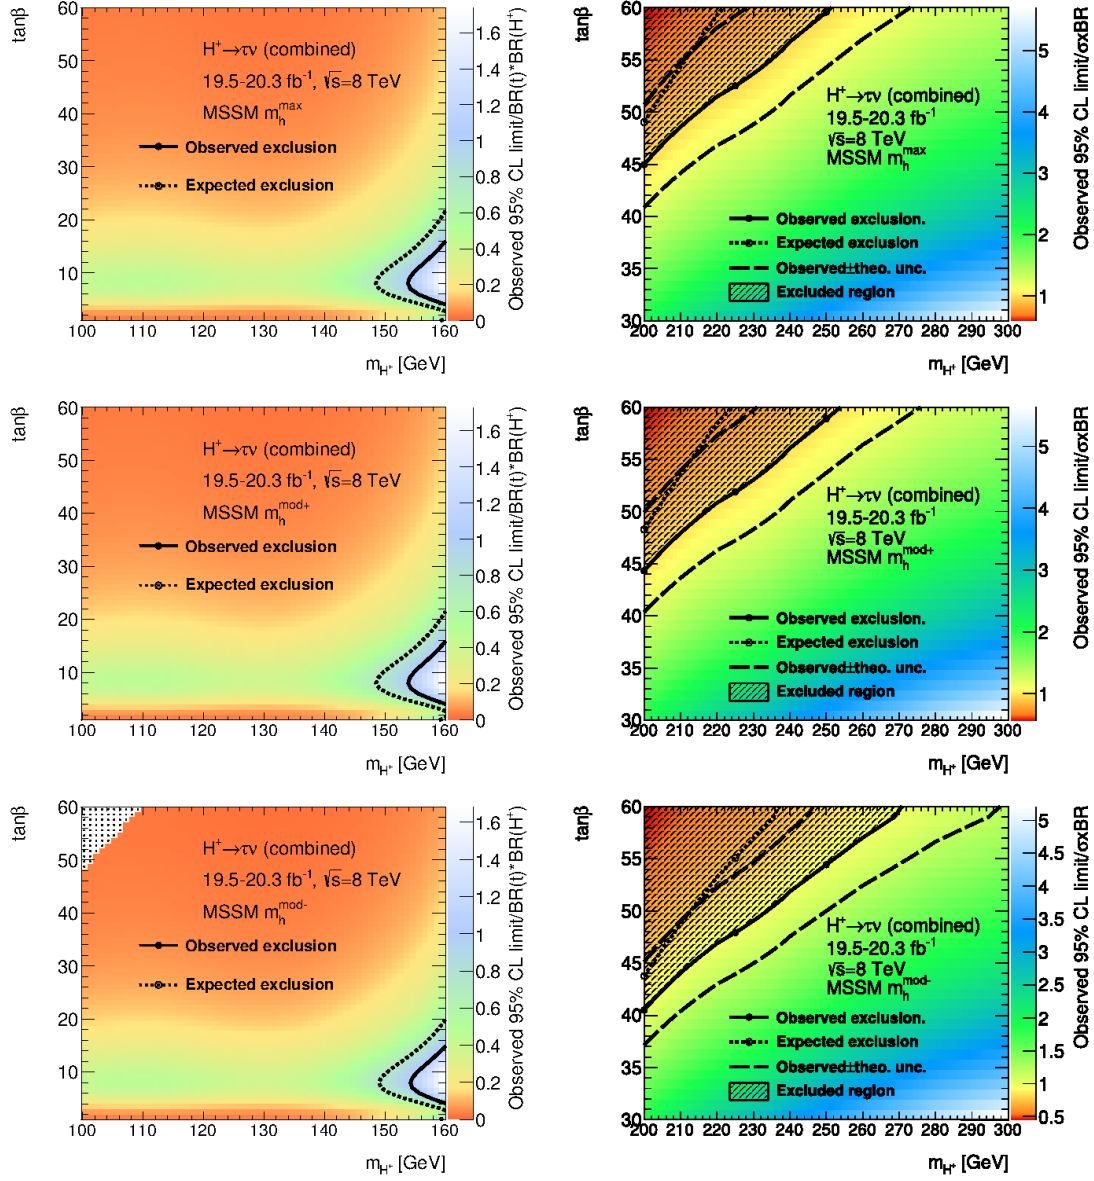 tanβ
60
50
40
30
20
10
100 110 120 130 140 150 160
m_H⁺ [GeV]
H⁺→τν (combined)
19.5-20.3 fb⁻¹, √s=8 TeV
MSSM m_h^max
Observed exclusion
Expected exclusion
1.6
1.4
1.2
1
0.8
0.6
0.4
0.2
0
Observed 95% CL limit/BR(t)*BR(H⁺)
tanβ
60
55
50
45
40
35
30
200 210 220 230 240 250 260 270 280 290 300
m_H⁺ [GeV]
H⁺→τν (combined)
19.5-20.3 fb⁻¹
√s=8 TeV
MSSM m_h^max
Observed exclusion.
Expected exclusion
Observed±theo. unc.
Excluded region
5
4
3
2
1
Observed 95% CL limit/σxBR
tanβ
60
50
40
30
20
10
100 110 120 130 140 150 160
m_H⁺ [GeV]
H⁺→τν (combined)
19.5-20.3 fb⁻¹, √s=8 TeV
MSSM m_h^mod+
Observed exclusion
Expected exclusion
1.6
1.4
1.2
1
0.8
0.6
0.4
0.2
0
Observed 95% CL limit/BR(t)*BR(H⁺)
tanβ
60
55
50
45
40
35
30
200 210 220 230 240 250 260 270 280 290 300
m_H⁺ [GeV]
H⁺→τν (combined)
19.5-20.3 fb⁻¹
√s=8 TeV
MSSM m_h^mod+
Observed exclusion.
Expected exclusion
Observed±theo. unc.
Excluded region
5
4
3
2
1
Observed 95% CL limit/σxBR
tanβ
60
50
40
30
20
10
100 110 120 130 140 150 160
m_H⁺ [GeV]
H⁺→τν (combined)
19.5-20.3 fb⁻¹, √s=8 TeV
MSSM m_h^mod-
Observed exclusion
Expected exclusion
1.6
1.4
1.2
1
0.8
0.6
0.4
0.2
0
Observed 95% CL limit/BR(t)*BR(H⁺)
tanβ
60
55
50
45
40
35
30
200 210 220 230 240 250 260 270 280 290 300
m_H⁺ [GeV]
H⁺→τν (combined)
19.5-20.3 fb⁻¹
√s=8 TeV
MSSM m_h^mod-
Observed exclusion.
Expected exclusion
Observed±theo. unc.
Excluded region
5
4.5
4
3.5
3
2.5
2
1.5
1
0.5
Observed 95% CL limit/σxBR